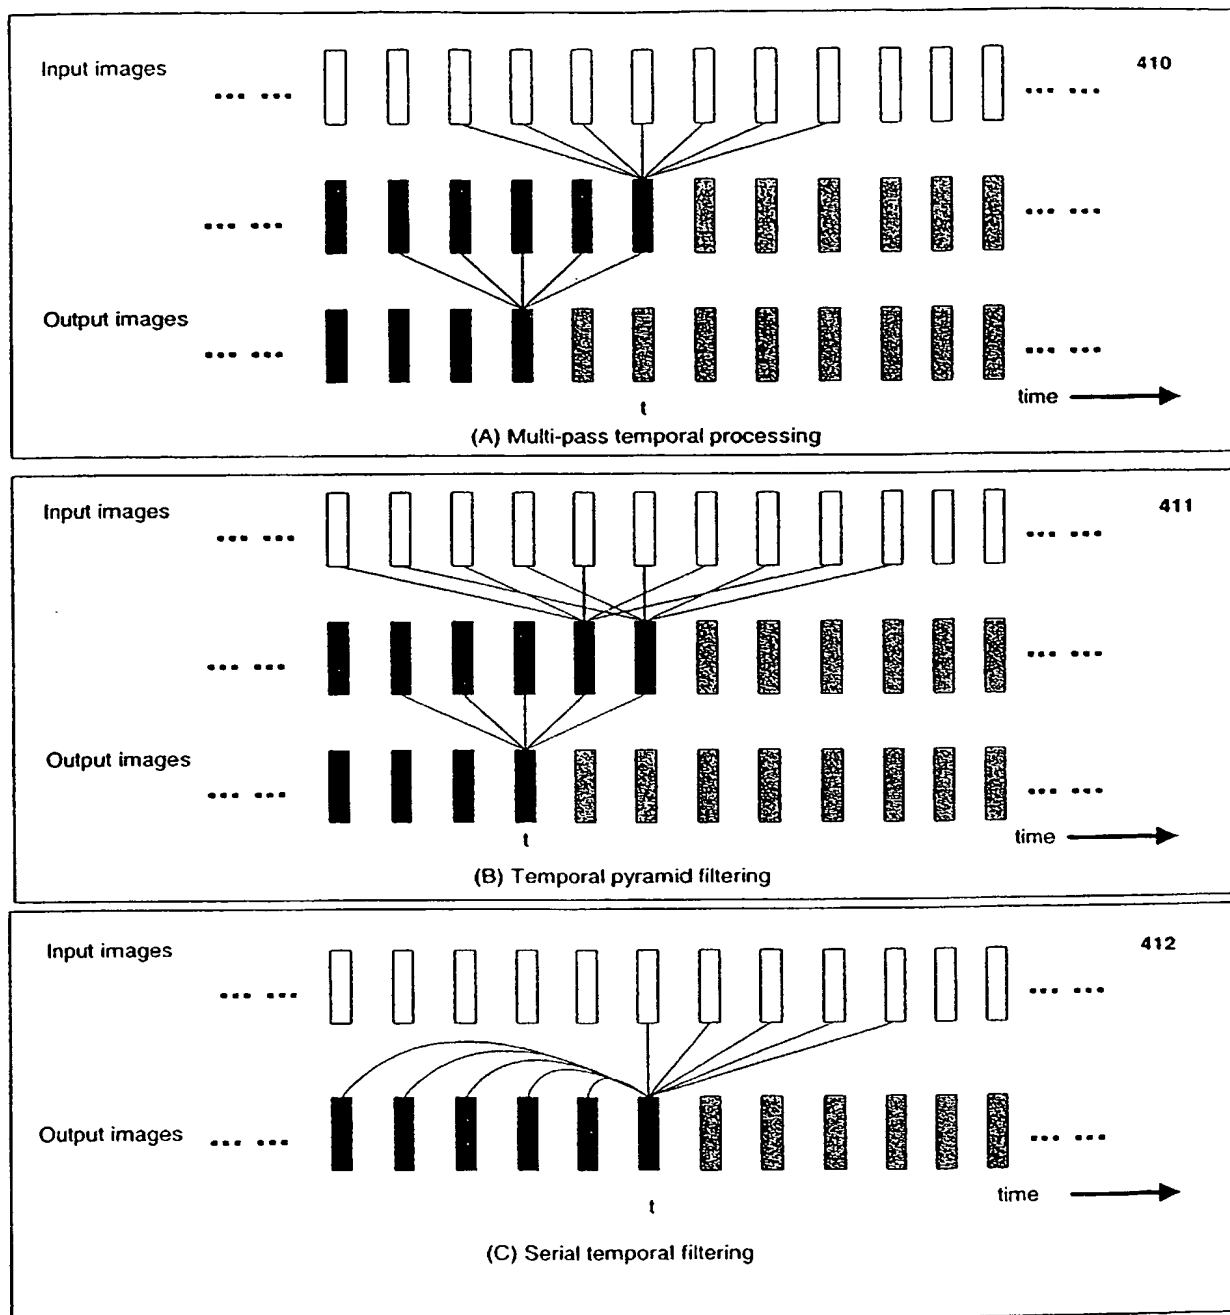 Input images
410
... ... ... ...
... ... ... ...
Output images
... ... ... ...
time
t
(A) Multi-pass temporal processing
Input images
411
... ... ... ...
... ... ... ...
Output images
... ... ... ...
time
t
(B) Temporal pyramid filtering
Input images
412
... ... ... ...
Output images
... ... ... ...
time
t
(C) Serial temporal filtering